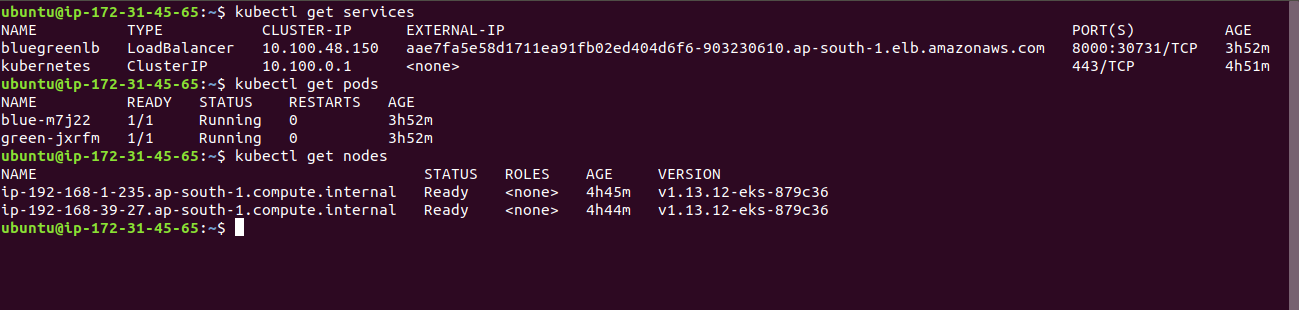 ubuntu@ip-172-31-45-65:~$ kubectl get services
NAME TYPE CLUSTER-IP EXTERNAL-IP PORT(S) AGE
bluegreenlb LoadBalancer 10.100.48.150 aae7fa5e58d1711ea91fb02ed404d6f6-903230610.ap-south-1.elb.amazonaws.com 8000:30731/TCP 3h52m
kubernetes ClusterIP 10.100.0.1 <none> 443/TCP 4h51m
ubuntu@ip-172-31-45-65:~$ kubectl get pods
NAME READY STATUS RESTARTS AGE
blue-m7j22 1/1 Running 0 3h52m
green-jxrfm 1/1 Running 0 3h52m
ubuntu@ip-172-31-45-65:~$ kubectl get nodes
NAME STATUS ROLES AGE VERSION
ip-192-168-1-235.ap-south-1.compute.internal Ready <none> 4h45m v1.13.12-eks-879c36
ip-192-168-39-27.ap-south-1.compute.internal Ready <none> 4h44m v1.13.12-eks-879c36
ubuntu@ip-172-31-45-65:~$